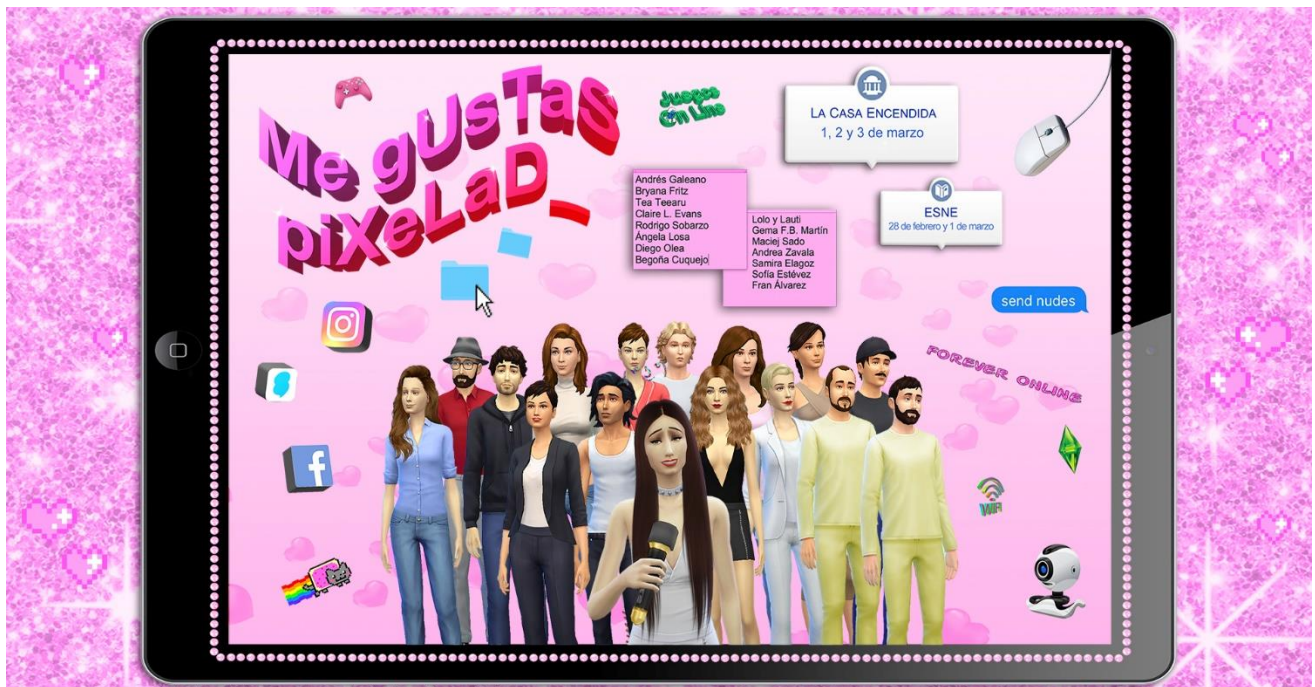 Me gUsTaS
piXeLaD_
Juegos
On Line
LA CASA ENCENDIDA
1, 2 y 3 de marzo
Andrés Galeano
Bryana Fritz
Tea Teearu
Claire L. Evans
Rodrigo Sobarzo
Ángela Losa
Diego Olea
Begoña Cuquejo
Lolo y Lauti
Gema F.B. Martín
Maciej Sado
Andrea Zavala
Samira Elagoz
Sofía Estévez
Fran Álvarez
ESNE
28 de febrero y 1 de marzo
send nudes
FOREVER ONLINE
f
WiFi